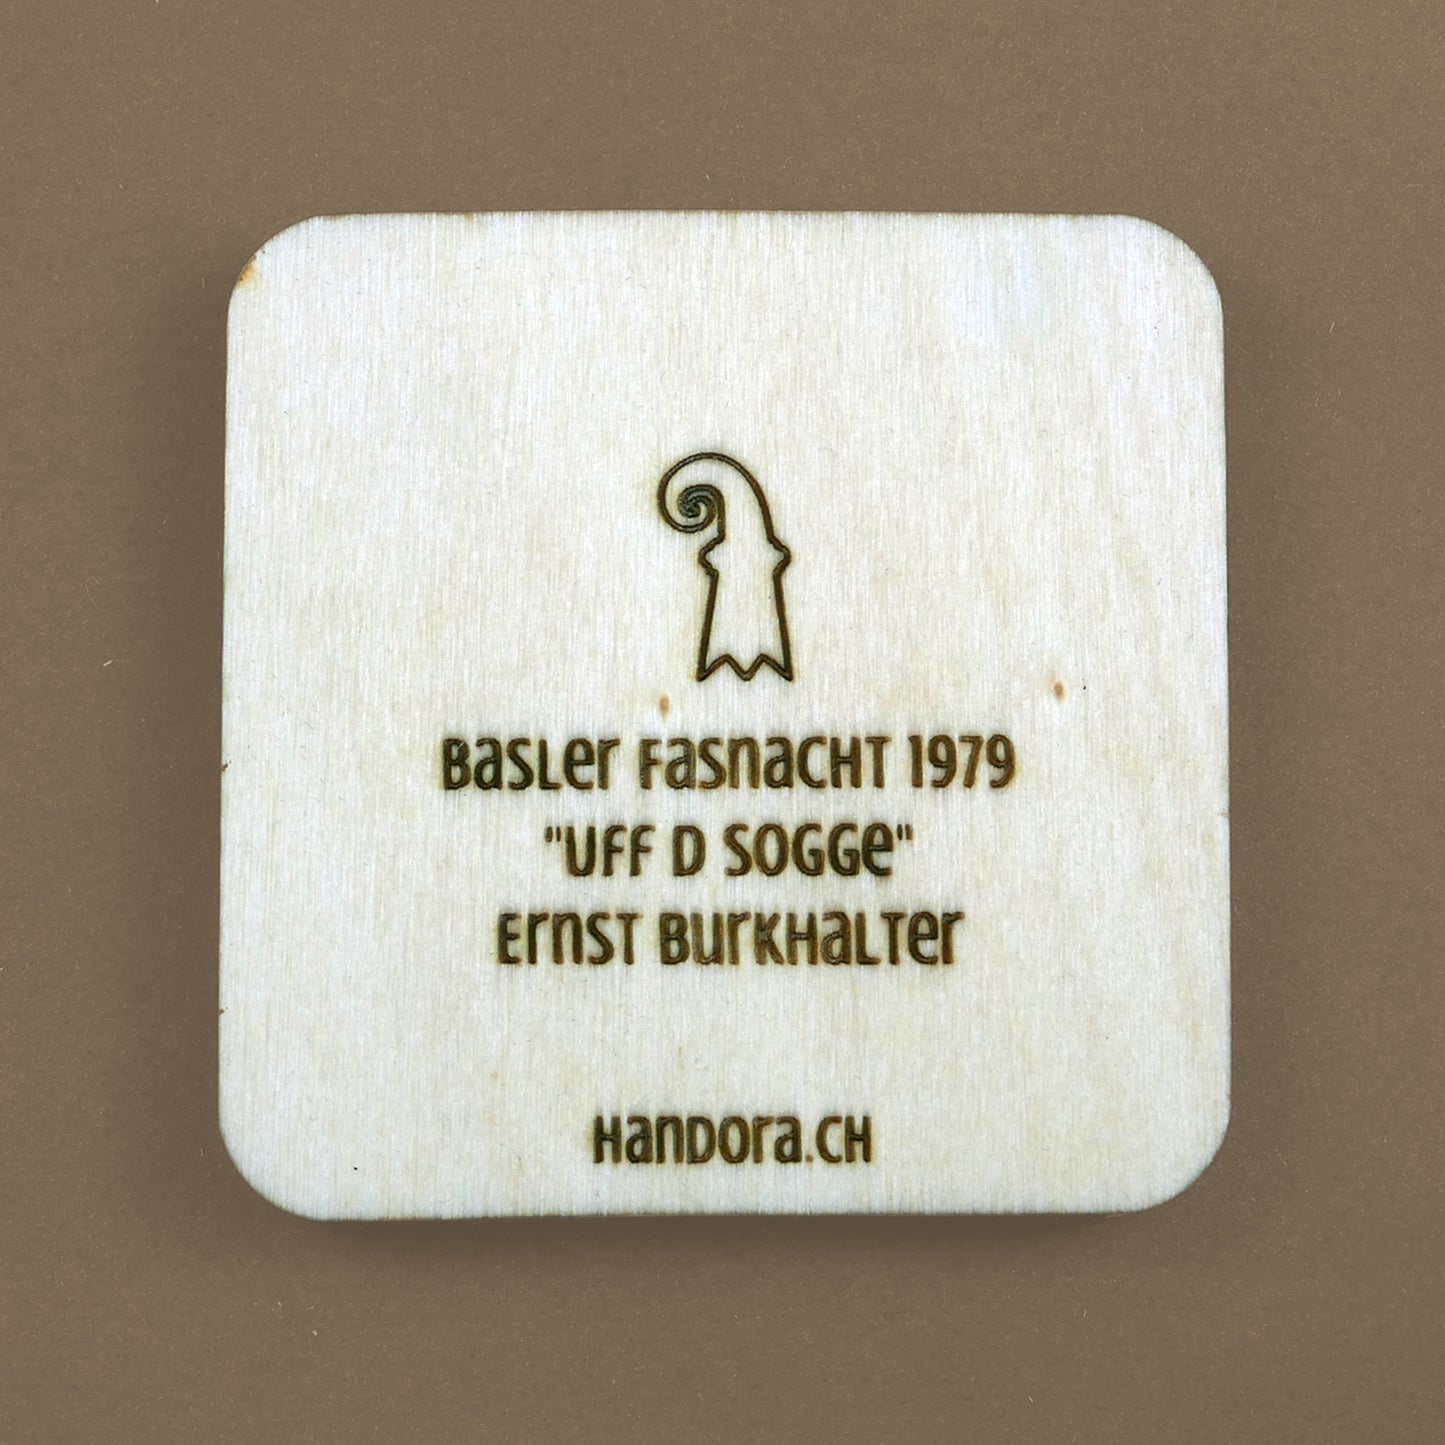 Basler Fasnacht 1979
"Uff d Sogge"
Ernst Burkhalter
Handora.ch